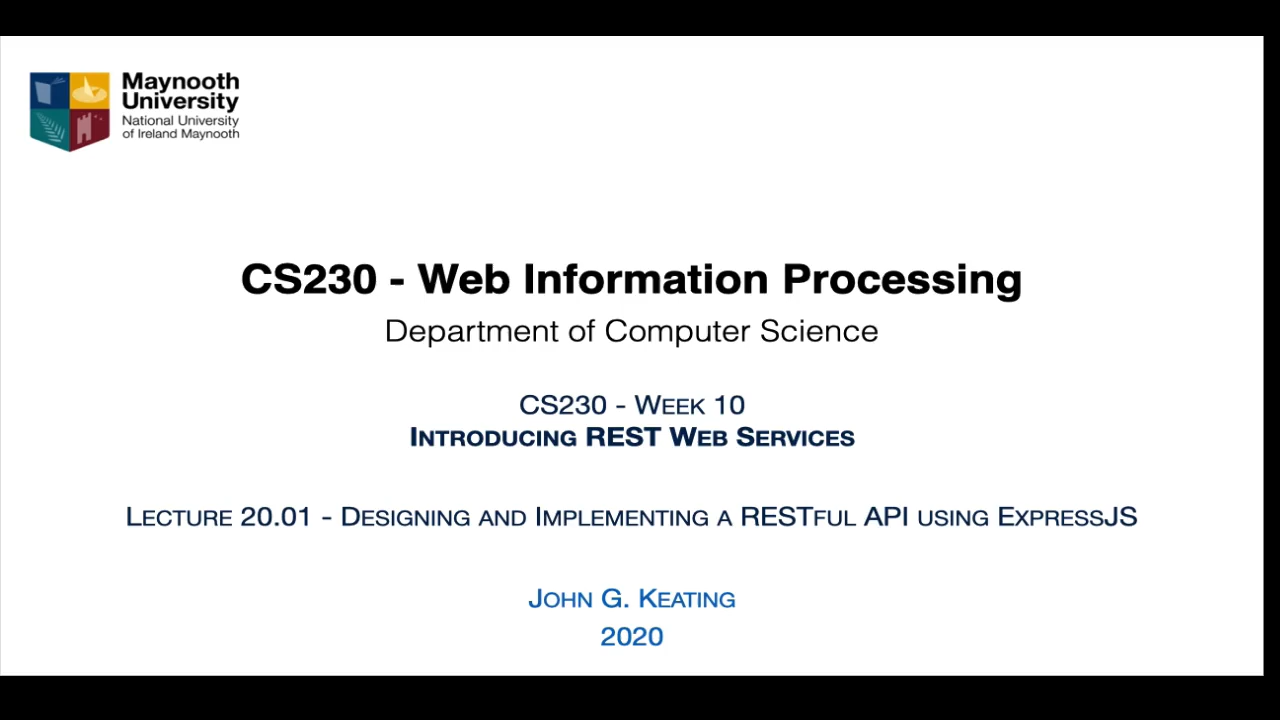 Maynooth
University
National University
of Ireland Maynooth
CS230 - Web Information Processing
Department of Computer Science
CS230 - Week 10
Introducing REST Web Services
Lecture 20.01 - Designing and Implementing a RESTful API using ExpressJS
John G. Keating
2020